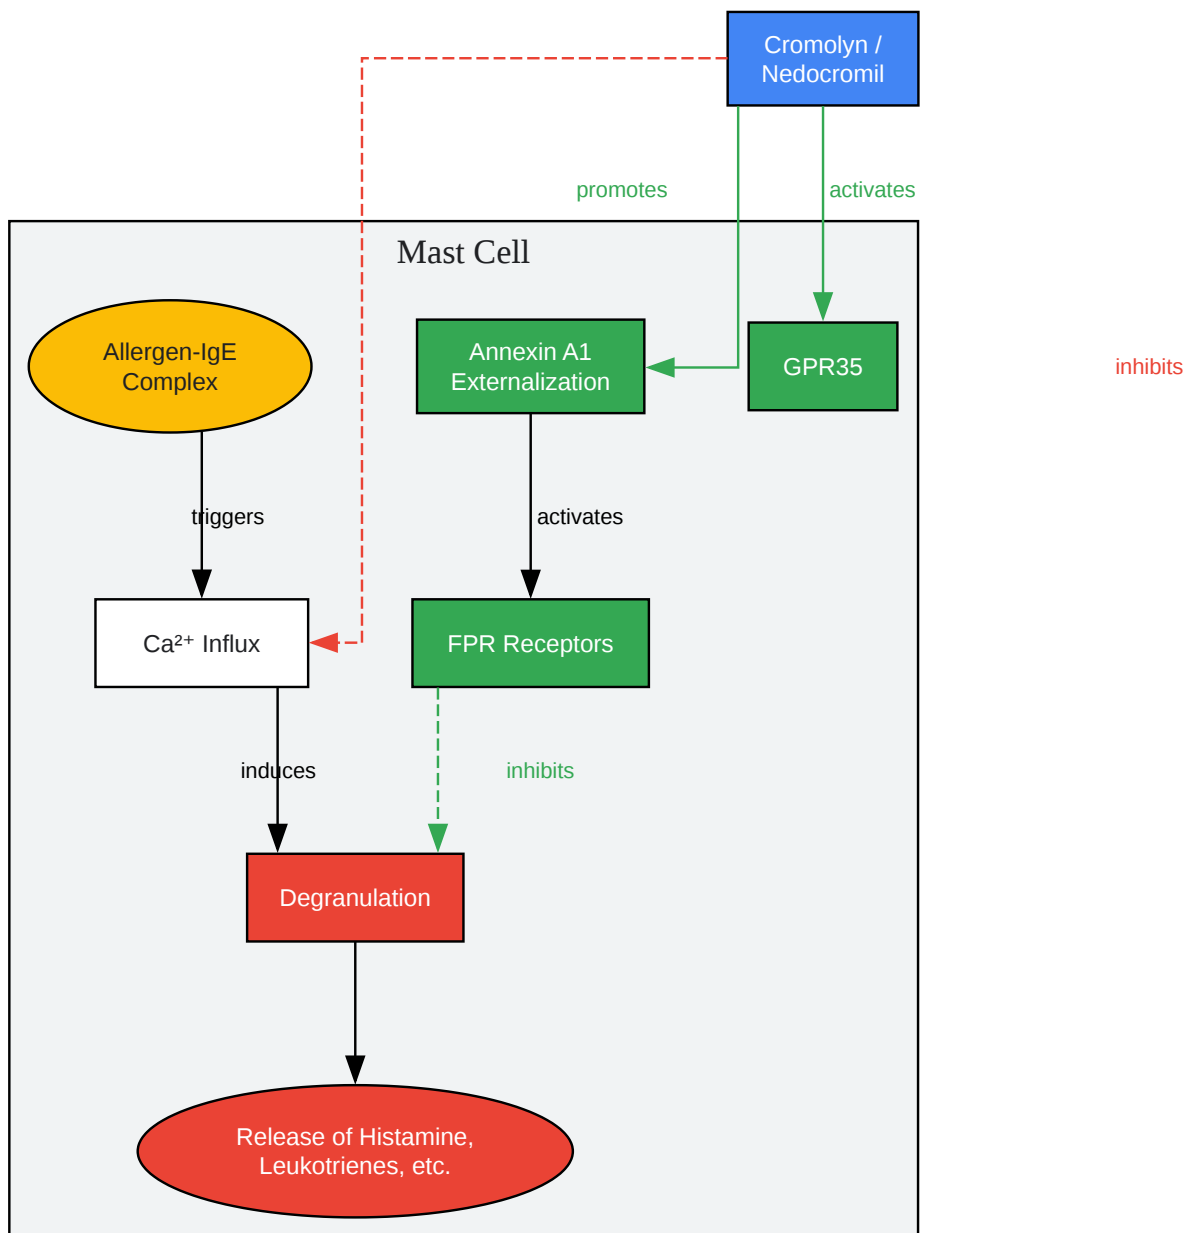 Cromolyn /
Nedocromil
promotes
activates
Mast Cell
Allergen-IgE
Complex
Annexin A1
Externalization
GPR35
inhibits
triggers
activates
Ca²⁺ Influx
FPR Receptors
induces
inhibits
Degranulation
Release of Histamine,
Leukotrienes, etc.